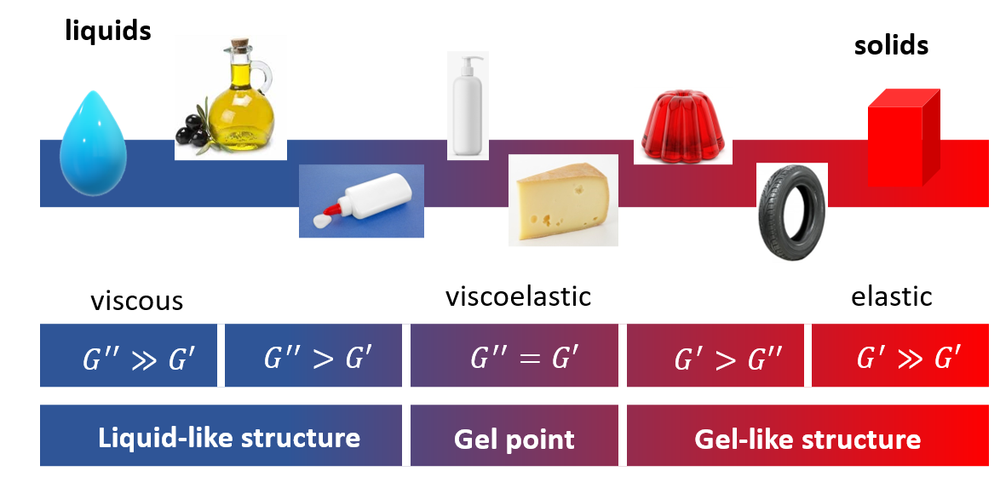 liquids
solids
viscous
viscoelastic
elastic
G′′ ≫ G′
G′′ > G′
G′′ = G′
G′ > G′′
G′ ≫ G′
Liquid-like structure
Gel point
Gel-like structure